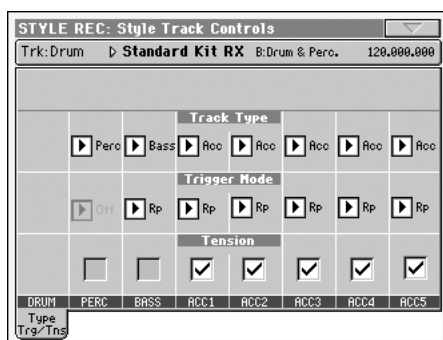 STYLE REC: Style Track Controls
Trk:Drum Standard Kit RX B:Drum & Perc. 120.000.000
Track Type
Perc Bass Acc Acc Acc Acc Acc
Trigger Mode
Off Rp Rp Rp Rp Rp Rp
Tension
DRUM PERC BASS ACC1 ACC2 ACC3 ACC4 ACC5
Type
Trg/Tns